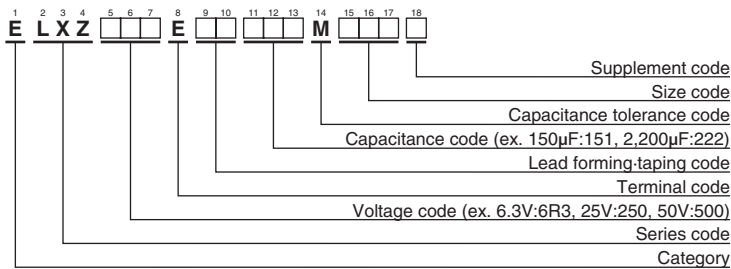 1 2 3 4 5 6 7 8 9 10 11 12 13 14 15 16 17 18
E L X Z □□□ E □□ □□□ M □□□ □
Supplement code
Size code
Capacitance tolerance code
Capacitance code (ex. 150μF:151, 2,200μF:222)
Lead forming·taping code
Terminal code
Voltage code (ex. 6.3V:6R3, 25V:250, 50V:500)
Series code
Category